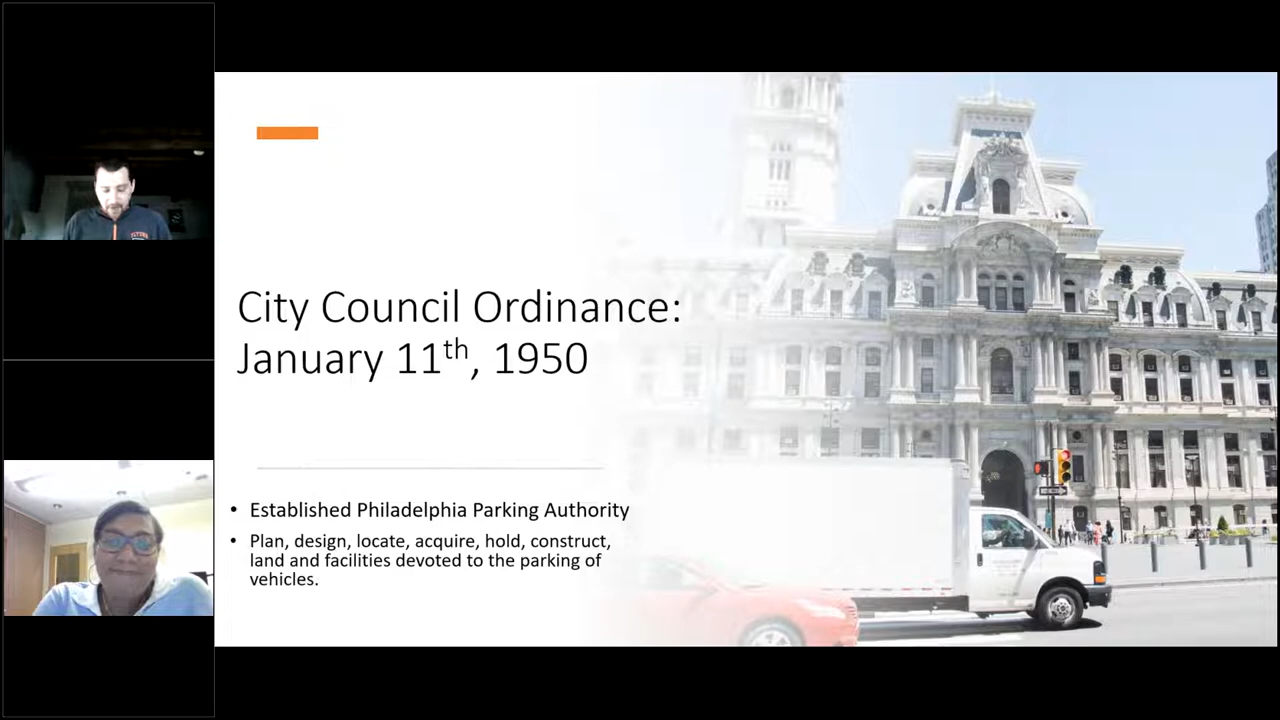 City Council Ordinance:
January 11th, 1950
• Established Philadelphia Parking Authority
• Plan, design, locate, acquire, hold, construct,
land and facilities devoted to the parking of
vehicles.